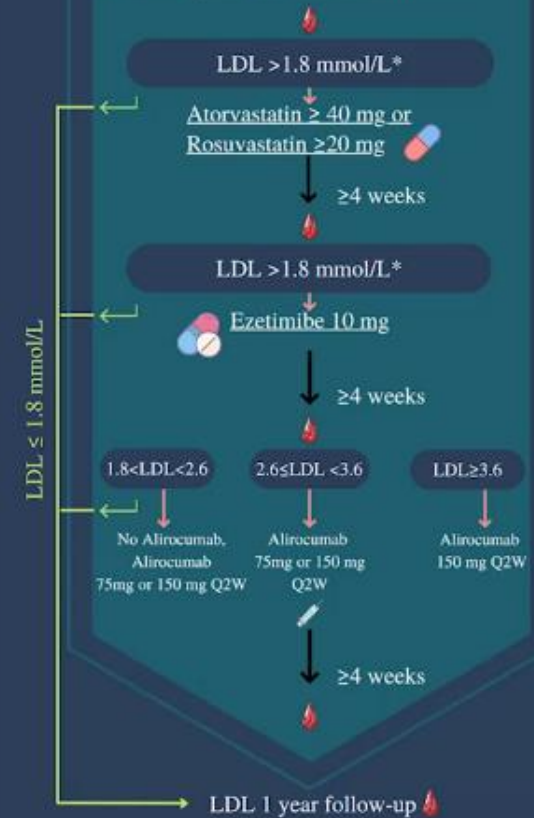 LDL >1.8 mmol/L*
Atorvastatin ≥ 40 mg or
Rosuvastatin ≥20 mg
≥4 weeks
LDL >1.8 mmol/L*
Ezetimibe 10 mg
≥4 weeks
LDL ≤ 1.8 mmol/L
1.8<LDL<2.6
2.6≤LDL <3.6
LDL≥3.6
No Alirocumab,
Alirocumab
75mg or 150 mg Q2W
Alirocumab
75mg or 150 mg
Q2W
Alirocumab
150 mg Q2W
≥4 weeks
LDL 1 year follow-up